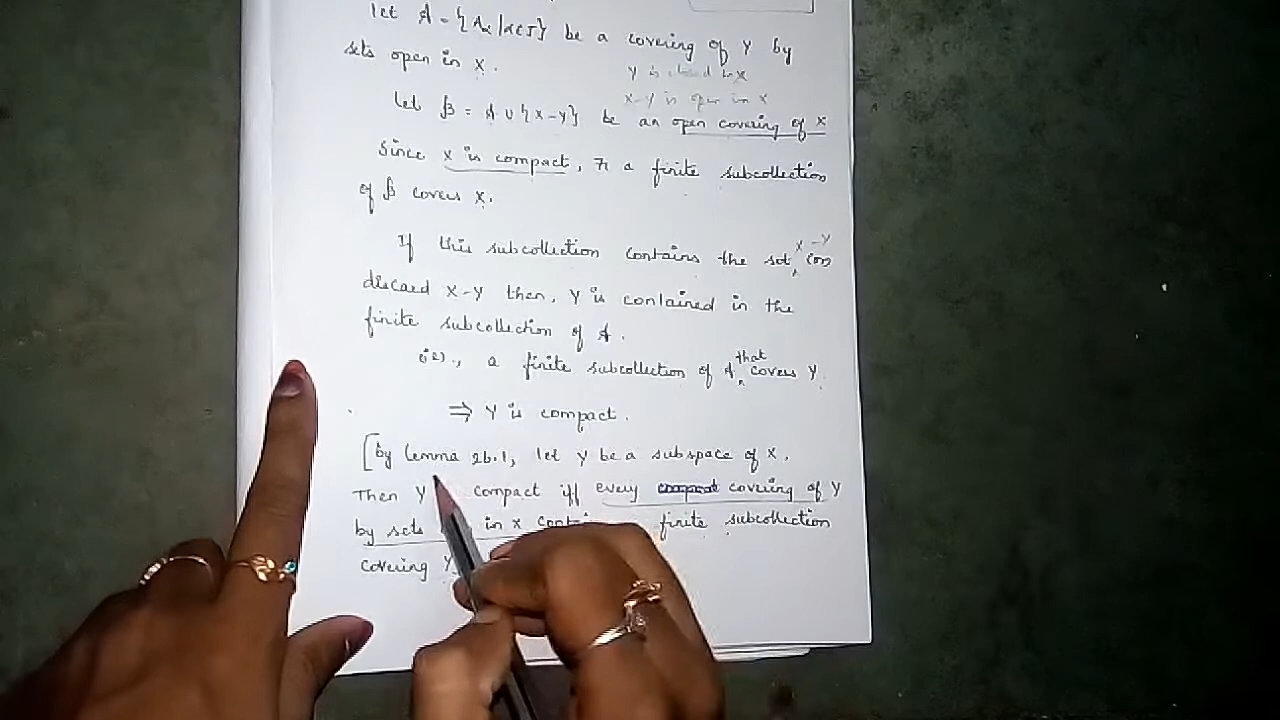 let A = {Aα/α∈J} be a covering of Y by
sets open in X.
Y is closed in X
X-Y is open in X
Let B = A ∪ {X-Y} be an open covering of X
Since X is compact, ∃ a finite subcollection
of B covers X.
If this subcollection contains the set X-Y, can
discard X-Y then, Y is contained in the
finite subcollection of A.
(ie)., a finite subcollection of A, that covers Y.
⇒ Y is compact.
[by Lemma 26.1, let Y be a subspace of X.
Then Y compact iff every covering of Y
by sets in X finite subcollection
covering Y